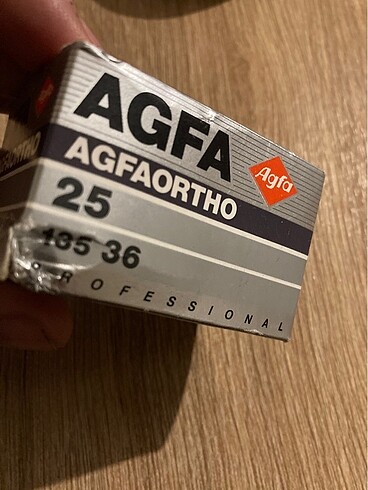 AGFA
Agfa
AGFAORTHO
25
135 36
PROFESSIONAL